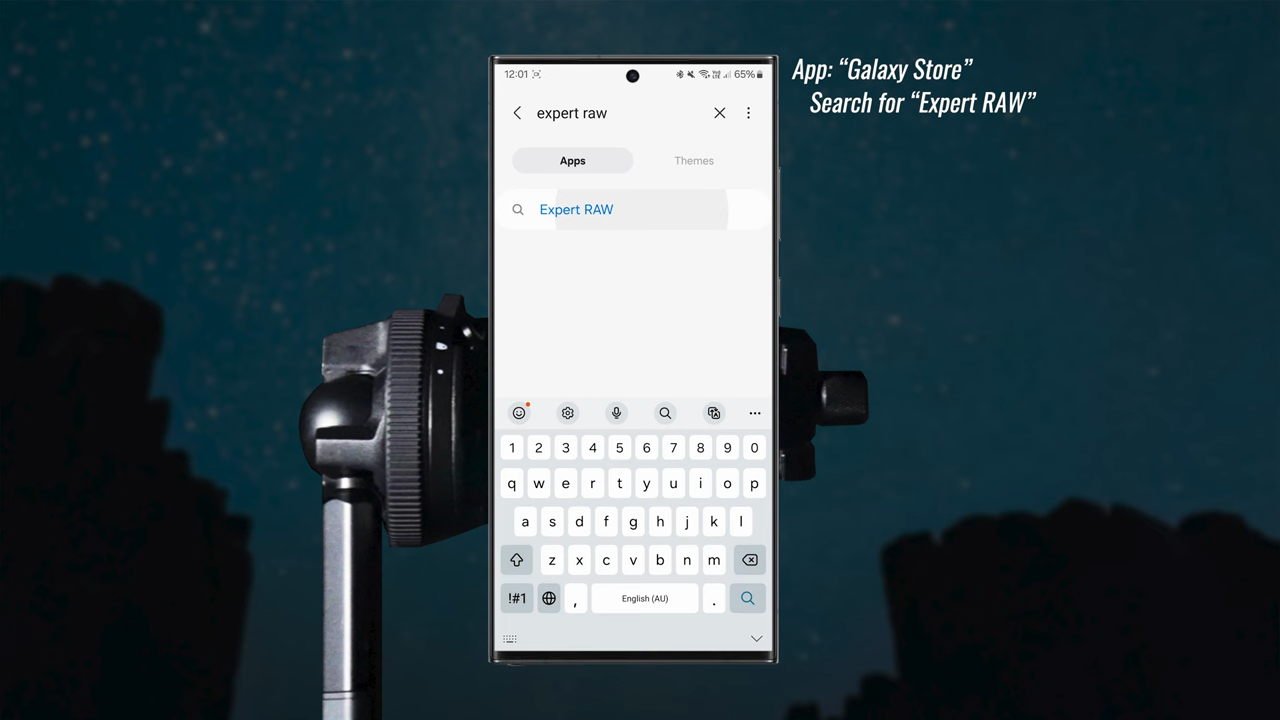 App: “Galaxy Store”
Search for “Expert RAW”
12:01
65%
expert raw
Apps
Themes
Expert RAW
1 2 3 4 5 6 7 8 9 0
q w e r t y u i o p
a s d f g h j k l
z x c v b n m
!#1 , English (AU) .